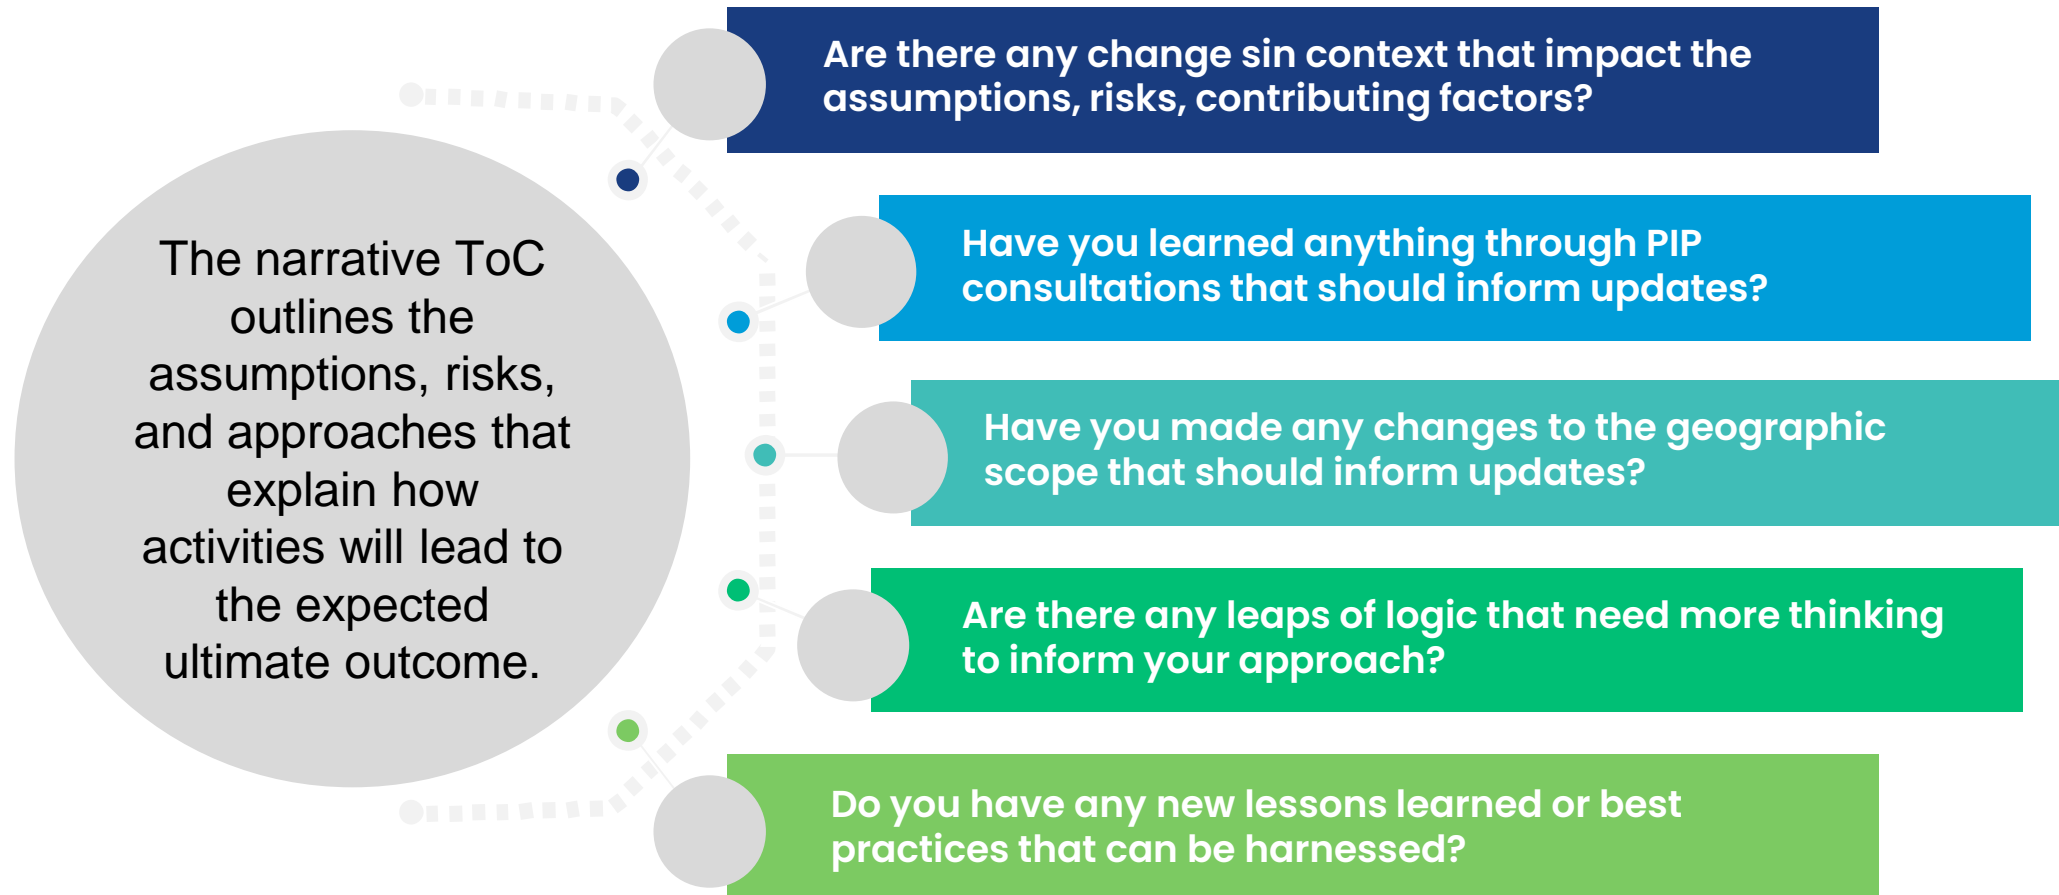 The narrative ToC
outlines the
assumptions, risks,
and approaches that
explain how
activities will lead to
the expected
ultimate outcome.
Are there any change sin context that impact the
assumptions, risks, contributing factors?
Have you learned anything through PIP
consultations that should inform updates?
Have you made any changes to the geographic
scope that should inform updates?
Are there any leaps of logic that need more thinking
to inform your approach?
Do you have any new lessons learned or best
practices that can be harnessed?